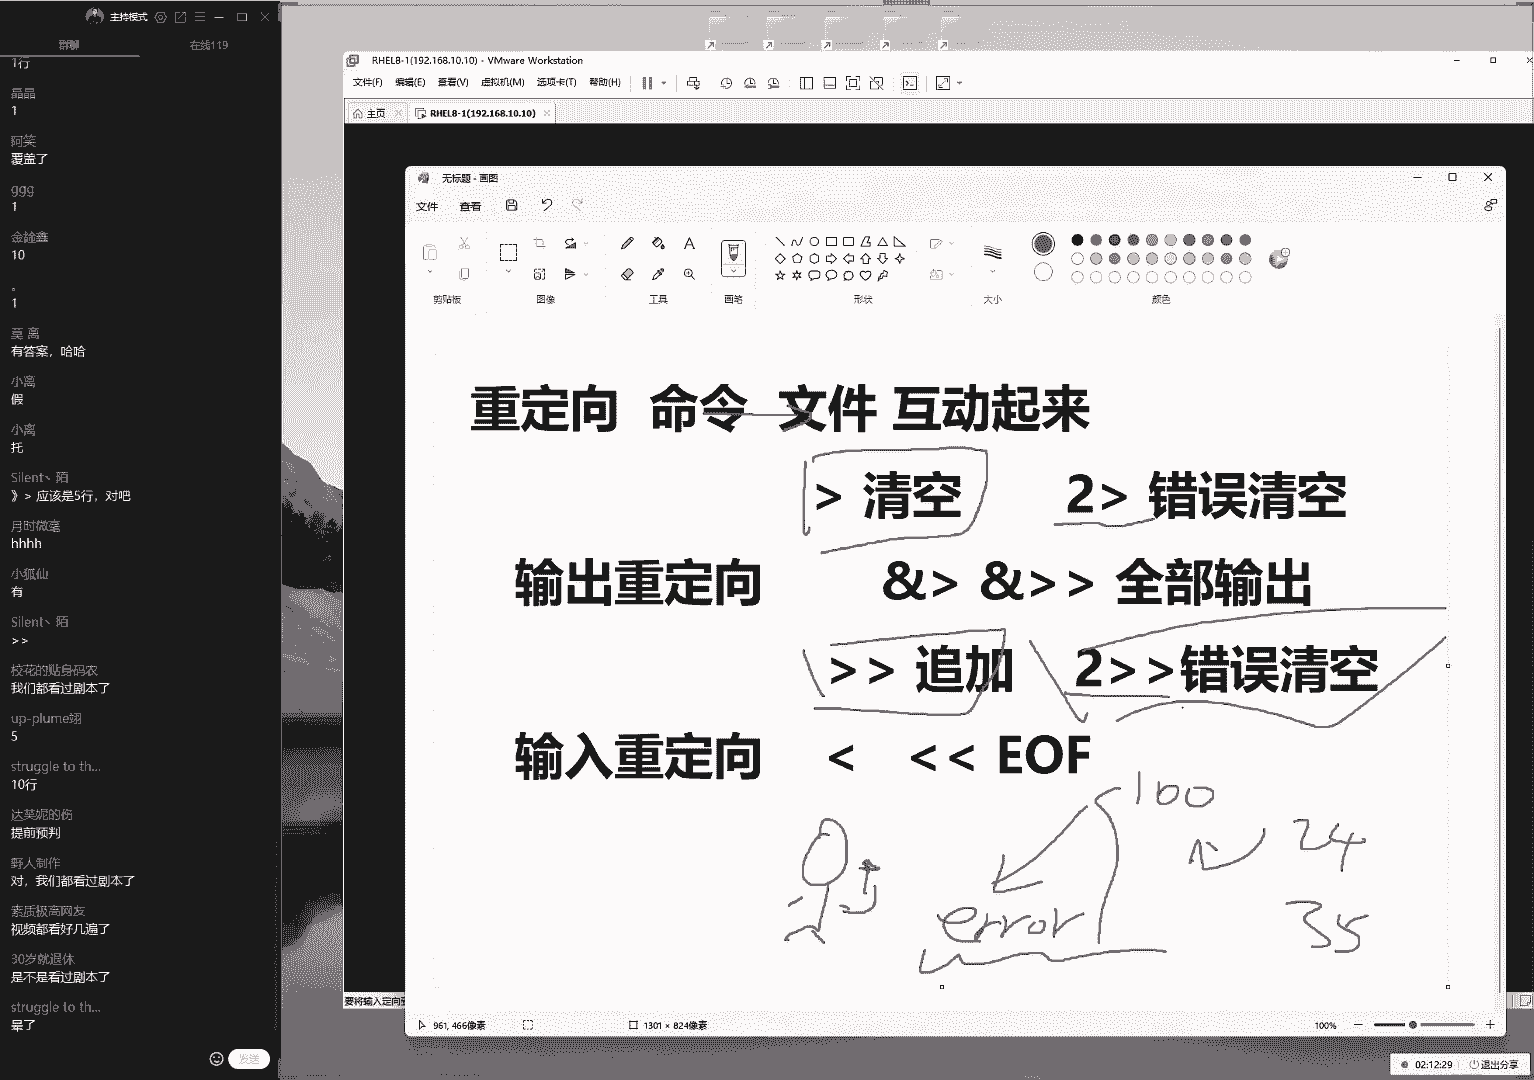 主持模式
群聊 在线119
1行
磊磊
1
阿笑
覆盖了
ggg
1
金鍮鑫
10
。
1
莫 离
有答案，哈哈
小离
假
小离
托
Silent丶陌
》> 应该是5行，对吧
月时微毫
hhhh
小狐仙
有
Silent丶陌
>>
校花的贴身码农
我们都看过剧本了
up-plume翊
5
struggle to th...
10行
达芙妮的伤
提前预判
野人制作
对，我们都看过剧本了
素质极高网友
视频都看好几遍了
30岁就退休
是不是看过剧本了
struggle to th...
晕了
发送
RHEL8-1(192.168.10.10) - VMware Workstation
文件(F) 编辑(E) 查看(V) 虚拟机(M) 选项卡(T) 帮助(H)
主页 RHEL8-1(192.168.10.10)
无标题 - 画图
文件 查看
剪贴板 图像 工具 画笔 形状 大小 颜色
重定向 命令 文件 互动起来
> 清空 2> 错误清空
输出重定向 &> &>> 全部输出
>> 追加 2>>错误清空
输入重定向 < << EOF
100
24
error
35
要将输入定向到
961, 466像素 1301 × 824像素 100%
02:12:29 退出分享